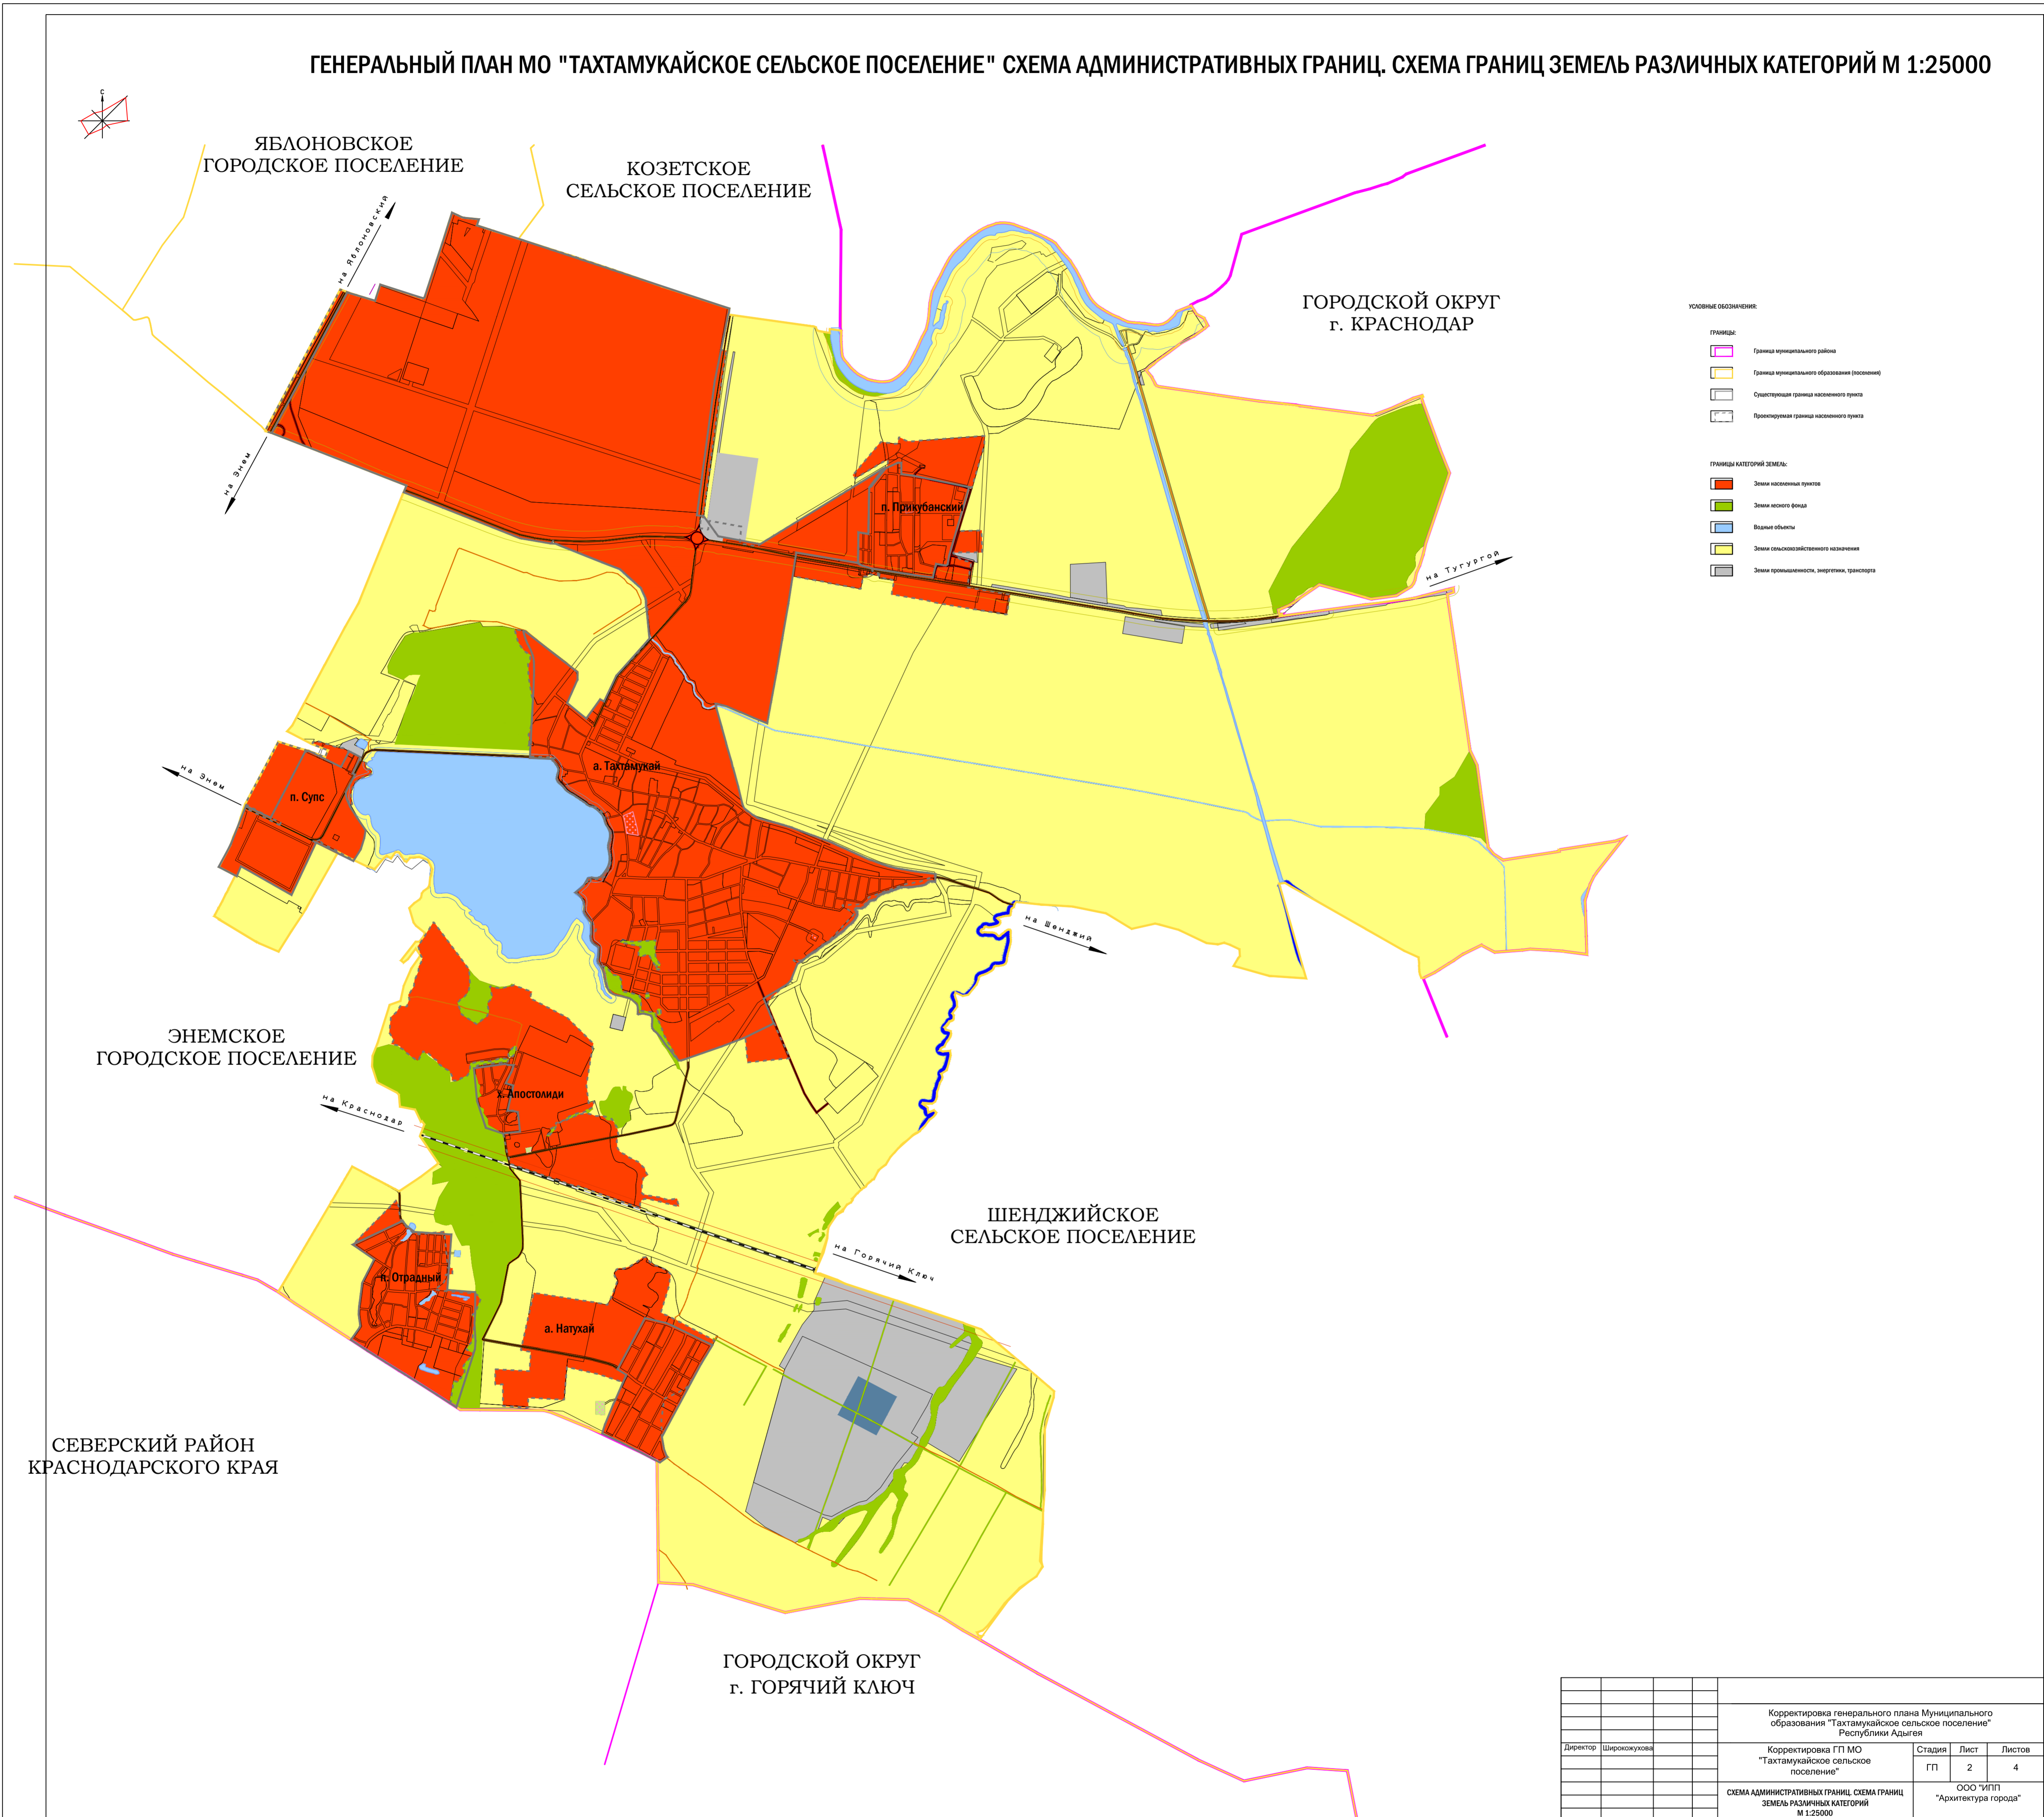 ГЕНЕРАЛЬНЫЙ ПЛАН МО "ТАХТАМУКАЙСКОЕ СЕЛЬСКОЕ ПОСЕЛЕНИЕ" СХЕМА АДМИНИСТРАТИВНЫХ ГРАНИЦ. СХЕМА ГРАНИЦ ЗЕМЕЛЬ РАЗЛИЧНЫХ КАТЕГОРИЙ М 1:25000
С
ЯБЛОНОВСКОЕ
ГОРОДСКОЕ ПОСЕЛЕНИЕ
КОЗЕТСКОЕ
СЕЛЬСКОЕ ПОСЕЛЕНИЕ
на Яблоновский
ГОРОДСКОЙ ОКРУГ
г. КРАСНОДАР
УСЛОВНЫЕ ОБОЗНАЧЕНИЯ:
ГРАНИЦЫ:
Граница муниципального района
Граница муниципального образования (поселения)
Существующая граница населенного пункта
Проектируемая граница населенного пункта
ГРАНИЦЫ КАТЕГОРИЙ ЗЕМЕЛЬ:
Земли населенных пунктов
Земли лесного фонда
Водные объекты
Земли сельскохозяйственного назначения
Земли промышленности, энергетики, транспорта
на Энем
п. Прикубанский
на Тугургой
а. Тахтамукай
на Энем
п. Супс
на Шенджий
ЭНЕМСКОЕ
ГОРОДСКОЕ ПОСЕЛЕНИЕ
х. Апостолиди
на Краснодар
ШЕНДЖИЙСКОЕ
СЕЛЬСКОЕ ПОСЕЛЕНИЕ
на Горячий Ключ
п. Отрадный
а. Натухай
СЕВЕРСКИЙ РАЙОН
КРАСНОДАРСКОГО КРАЯ
ГОРОДСКОЙ ОКРУГ
г. ГОРЯЧИЙ КЛЮЧ
Корректировка генерального плана Муниципального
образования "Тахтамукайское сельское поселение"
Республики Адыгея
Директор Широкожухова
Корректировка ГП МО
"Тахтамукайское сельское
поселение"
Стадия Лист Листов
ГП 2 4
СХЕМА АДМИНИСТРАТИВНЫХ ГРАНИЦ. СХЕМА ГРАНИЦ
ЗЕМЕЛЬ РАЗЛИЧНЫХ КАТЕГОРИЙ
М 1:25000
ООО "ИПП
"Архитектура города"